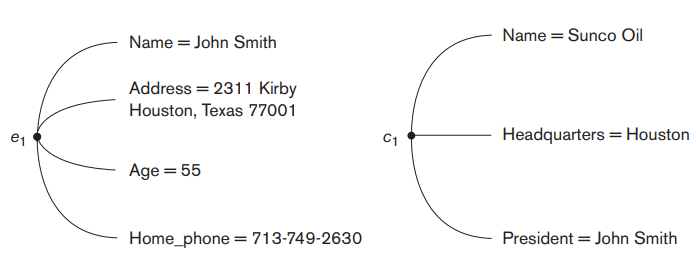 Name = John Smith
Address = 2311 Kirby
Houston, Texas 77001
e1
Age = 55
Home_phone = 713-749-2630
Name = Sunco Oil
c1
Headquarters = Houston
President = John Smith